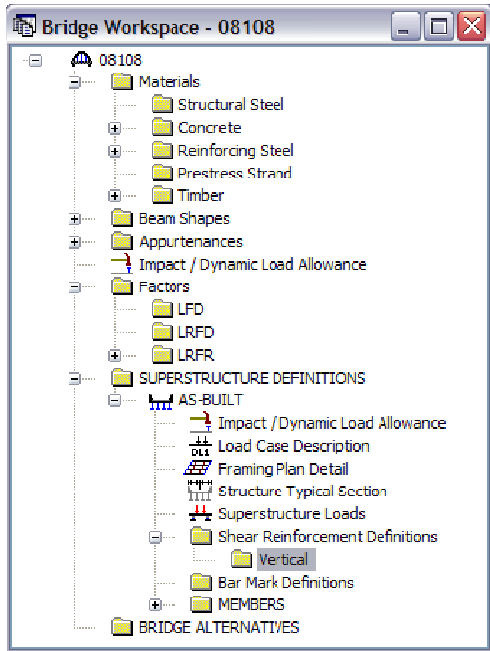 Bridge Workspace - 08108
08108
Materials
Structural Steel
Concrete
Reinforcing Steel
Prestress Strand
Timber
Beam Shapes
Appurtenances
Impact / Dynamic Load Allowance
Factors
LFD
LRFD
LRFR
SUPERSTRUCTURE DEFINITIONS
AS-BUILT
Impact / Dynamic Load Allowance
DL1 Load Case Description
Framing Plan Detail
Structure Typical Section
Superstructure Loads
Shear Reinforcement Definitions
Vertical
Bar Mark Definitions
MEMBERS
BRIDGE ALTERNATIVES